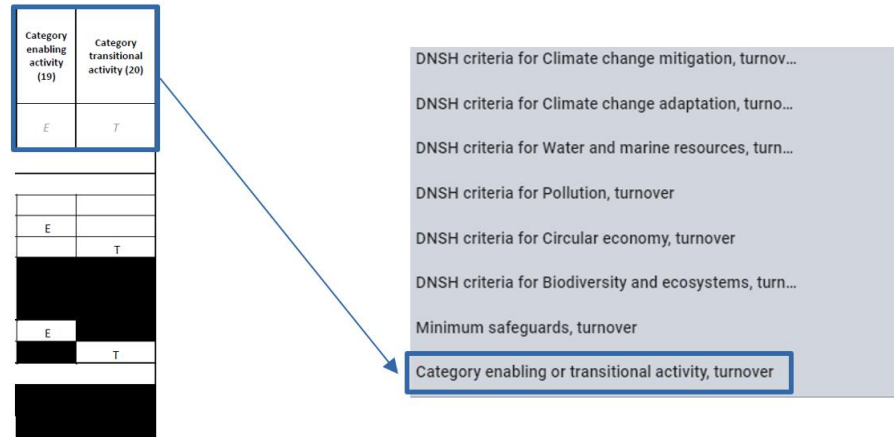 Category
enabling
activity
(19)
Category
transitional
activity (20)
E
T
E
T
E
T
DNSH criteria for Climate change mitigation, turnov...
DNSH criteria for Climate change adaptation, turno...
DNSH criteria for Water and marine resources, turn...
DNSH criteria for Pollution, turnover
DNSH criteria for Circular economy, turnover
DNSH criteria for Biodiversity and ecosystems, turn...
Minimum safeguards, turnover
Category enabling or transitional activity, turnover